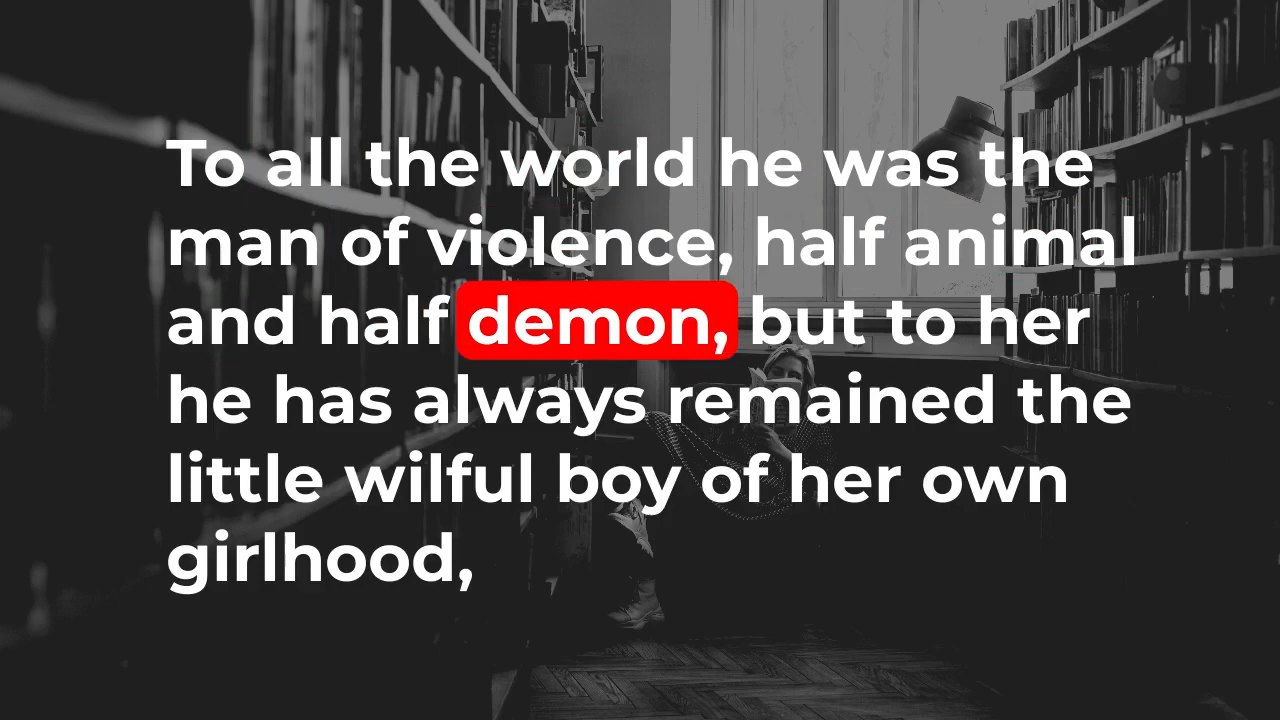 To all the world he was the
man of violence, half animal
and half demon, but to her
he has always remained the
little wilful boy of her own
girlhood,